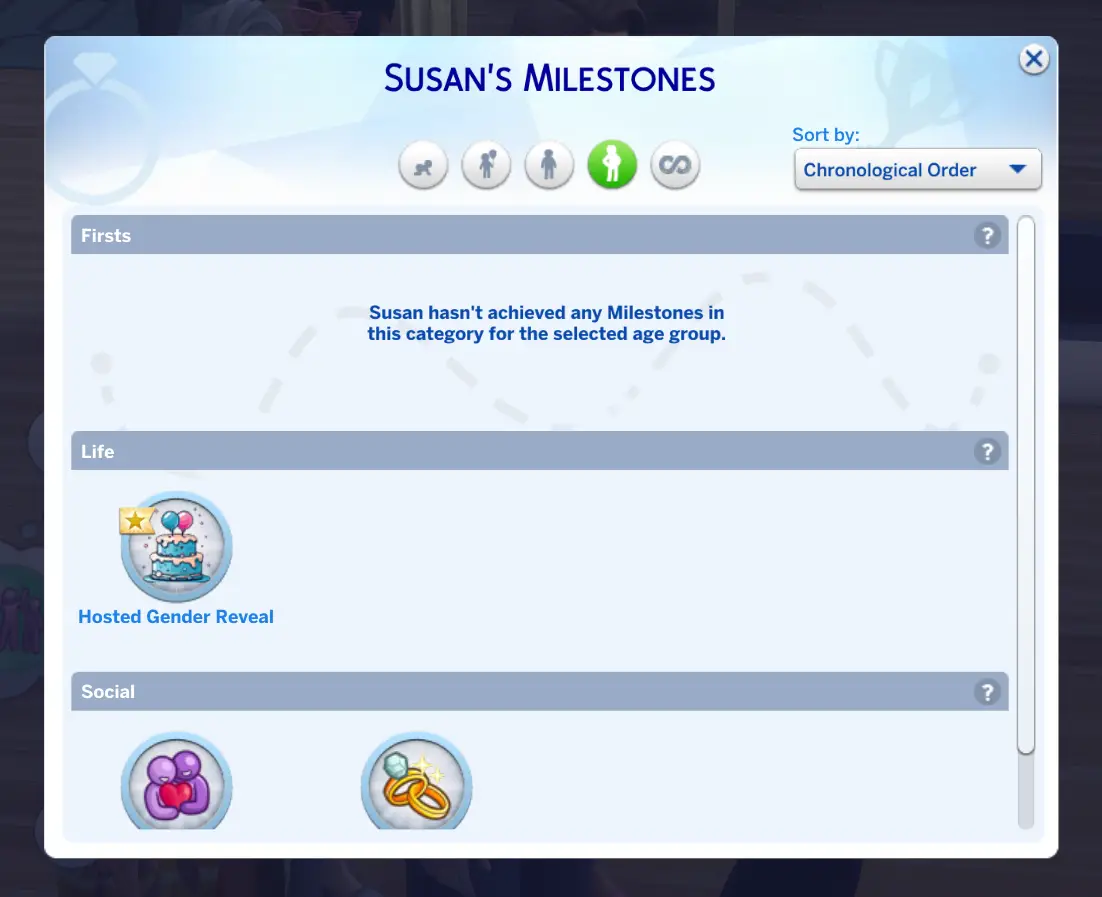 SUSAN'S MILESTONES
Sort by:
Chronological Order
Firsts
?
Susan hasn't achieved any Milestones in
this category for the selected age group.
Life
?
Hosted Gender Reveal
Social
?